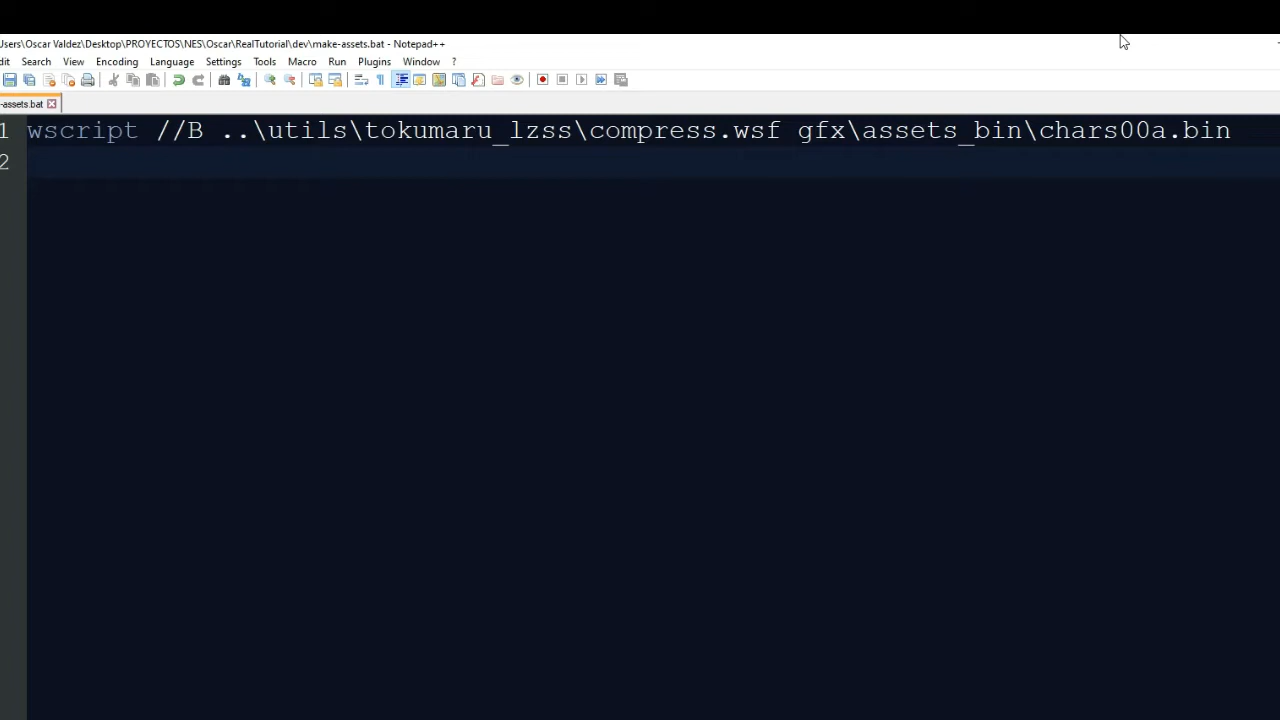 Users\Oscar Valdez\Desktop\PROYECTOS\NES\Oscar\RealTutorial\dev\make-assets.bat - Notepad++
dit Search View Encoding Language Settings Tools Macro Run Plugins Window ?
-assets.bat
1 wscript //B ..\utils\tokumaru_lzss\compress.wsf gfx\assets_bin\chars00a.bin
2